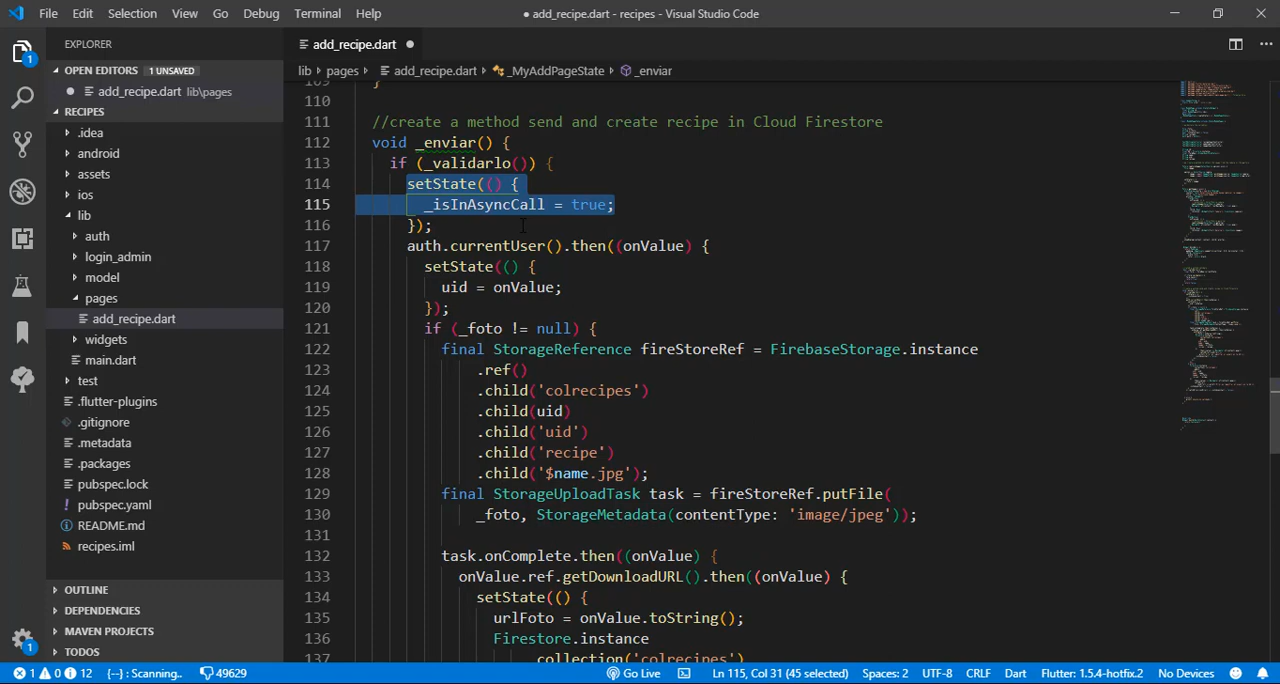 File Edit Selection View Go Debug Terminal Help ● add_recipe.dart - recipes - Visual Studio Code
EXPLORER
OPEN EDITORS 1 UNSAVED
add_recipe.dart lib\pages
RECIPES
.idea
android
assets
ios
lib
auth
login_admin
model
pages
add_recipe.dart
widgets
main.dart
test
.flutter-plugins
.gitignore
.metadata
.packages
pubspec.lock
pubspec.yaml
README.md
recipes.iml
OUTLINE
DEPENDENCIES
MAVEN PROJECTS
TODOS
1
1
add_recipe.dart ●
lib › pages › add_recipe.dart › _MyAddPageState › _enviar
109 }
110
111 //create a method send and create recipe in Cloud Firestore
112 void _enviar() {
113 if (_validarlo()) {
114 setState(() {
115 _isInAsyncCall = true;
116 });
117 auth.currentUser().then((onValue) {
118 setState(() {
119 uid = onValue;
120 });
121 if (_foto != null) {
122 final StorageReference fireStoreRef = FirebaseStorage.instance
123 .ref()
124 .child('colrecipes')
125 .child(uid)
126 .child('uid')
127 .child('recipe')
128 .child('$name.jpg');
129 final StorageUploadTask task = fireStoreRef.putFile(
130 _foto, StorageMetadata(contentType: 'image/jpeg'));
131
132 task.onComplete.then((onValue) {
133 onValue.ref.getDownloadURL().then((onValue) {
134 setState(() {
135 urlFoto = onValue.toString();
136 Firestore.instance
137 .collection('colrecipes')
1 0 12 {--} : Scanning.. 49629 Go Live Ln 115, Col 31 (45 selected) Spaces: 2 UTF-8 CRLF Dart Flutter: 1.5.4-hotfix.2 No Devices